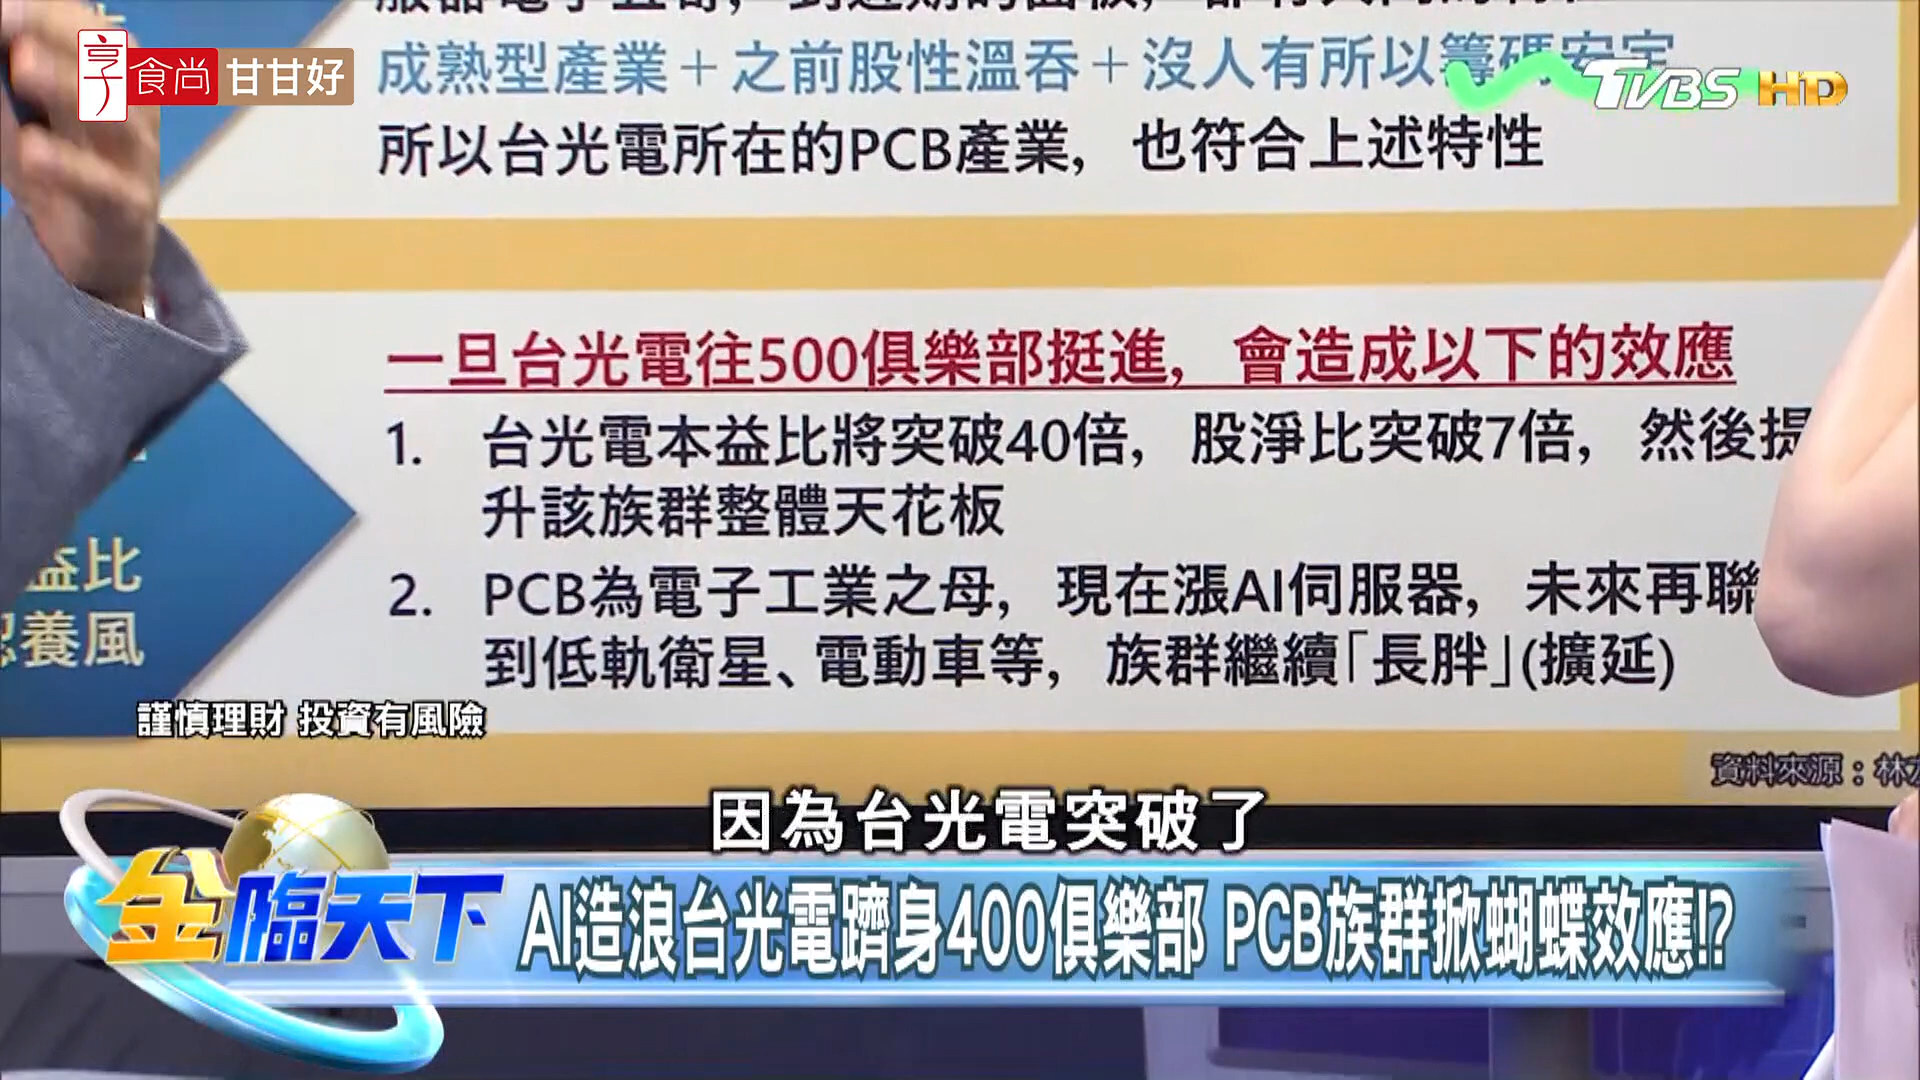 享食尚 甘甘好
TVBS HD
成熟型產業＋之前股性溫吞＋沒人有所以籌碼安定
所以台光電所在的PCB產業，也符合上述特性
一旦台光電往500俱樂部挺進，會造成以下的效應
1. 台光電本益比將突破40倍，股淨比突破7倍，然後提
升該族群整體天花板
2. PCB為電子工業之母，現在漲AI伺服器，未來再聯
到低軌衛星、電動車等，族群繼續「長胖」(擴延)
益比
認養風
謹慎理財 投資有風險
資料來源：林
因為台光電突破了
金臨天下
AI造浪台光電躋身400俱樂部 PCB族群掀蝴蝶效應!?